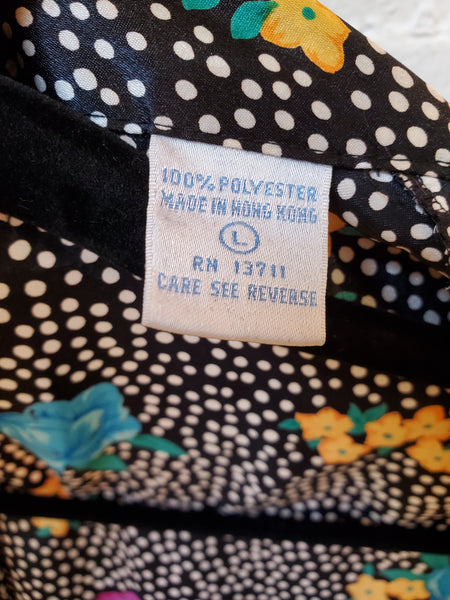 100% POLYESTER
MADE IN HONG KONG
L
RN 13711
CARE SEE REVERSE